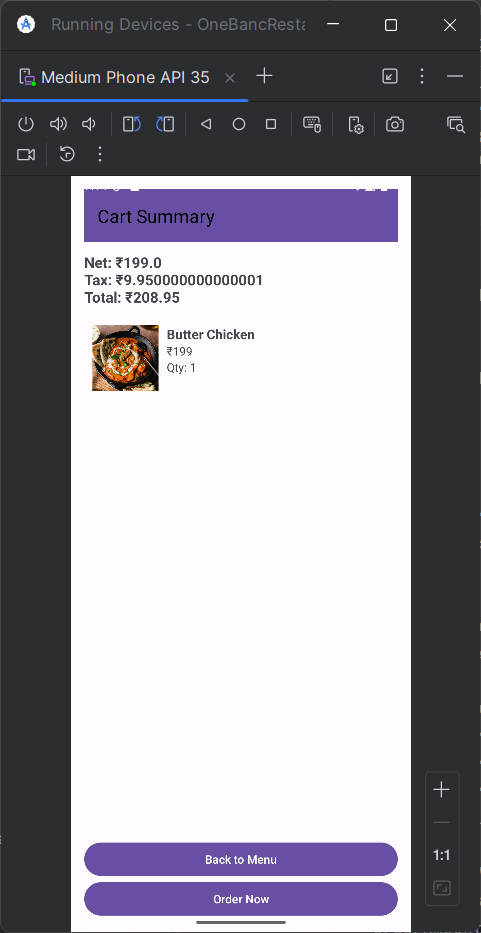 Running Devices - OneBancResta
Medium Phone API 35
Cart Summary
Net: ₹199.0
Tax: ₹9.950000000000001
Total: ₹208.95
Butter Chicken
₹199
Qty: 1
1:1
Back to Menu
Order Now